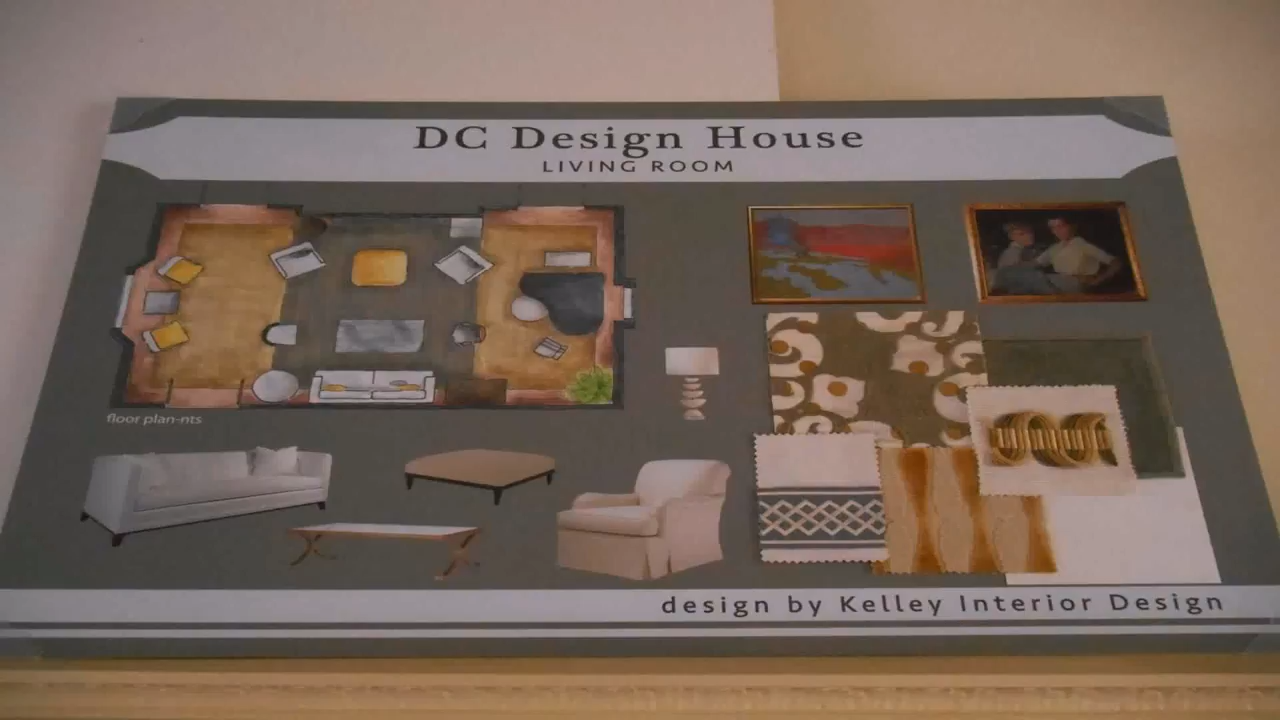 DC Design House
LIVING ROOM
floor plan-nts
design by Kelley Interior Design